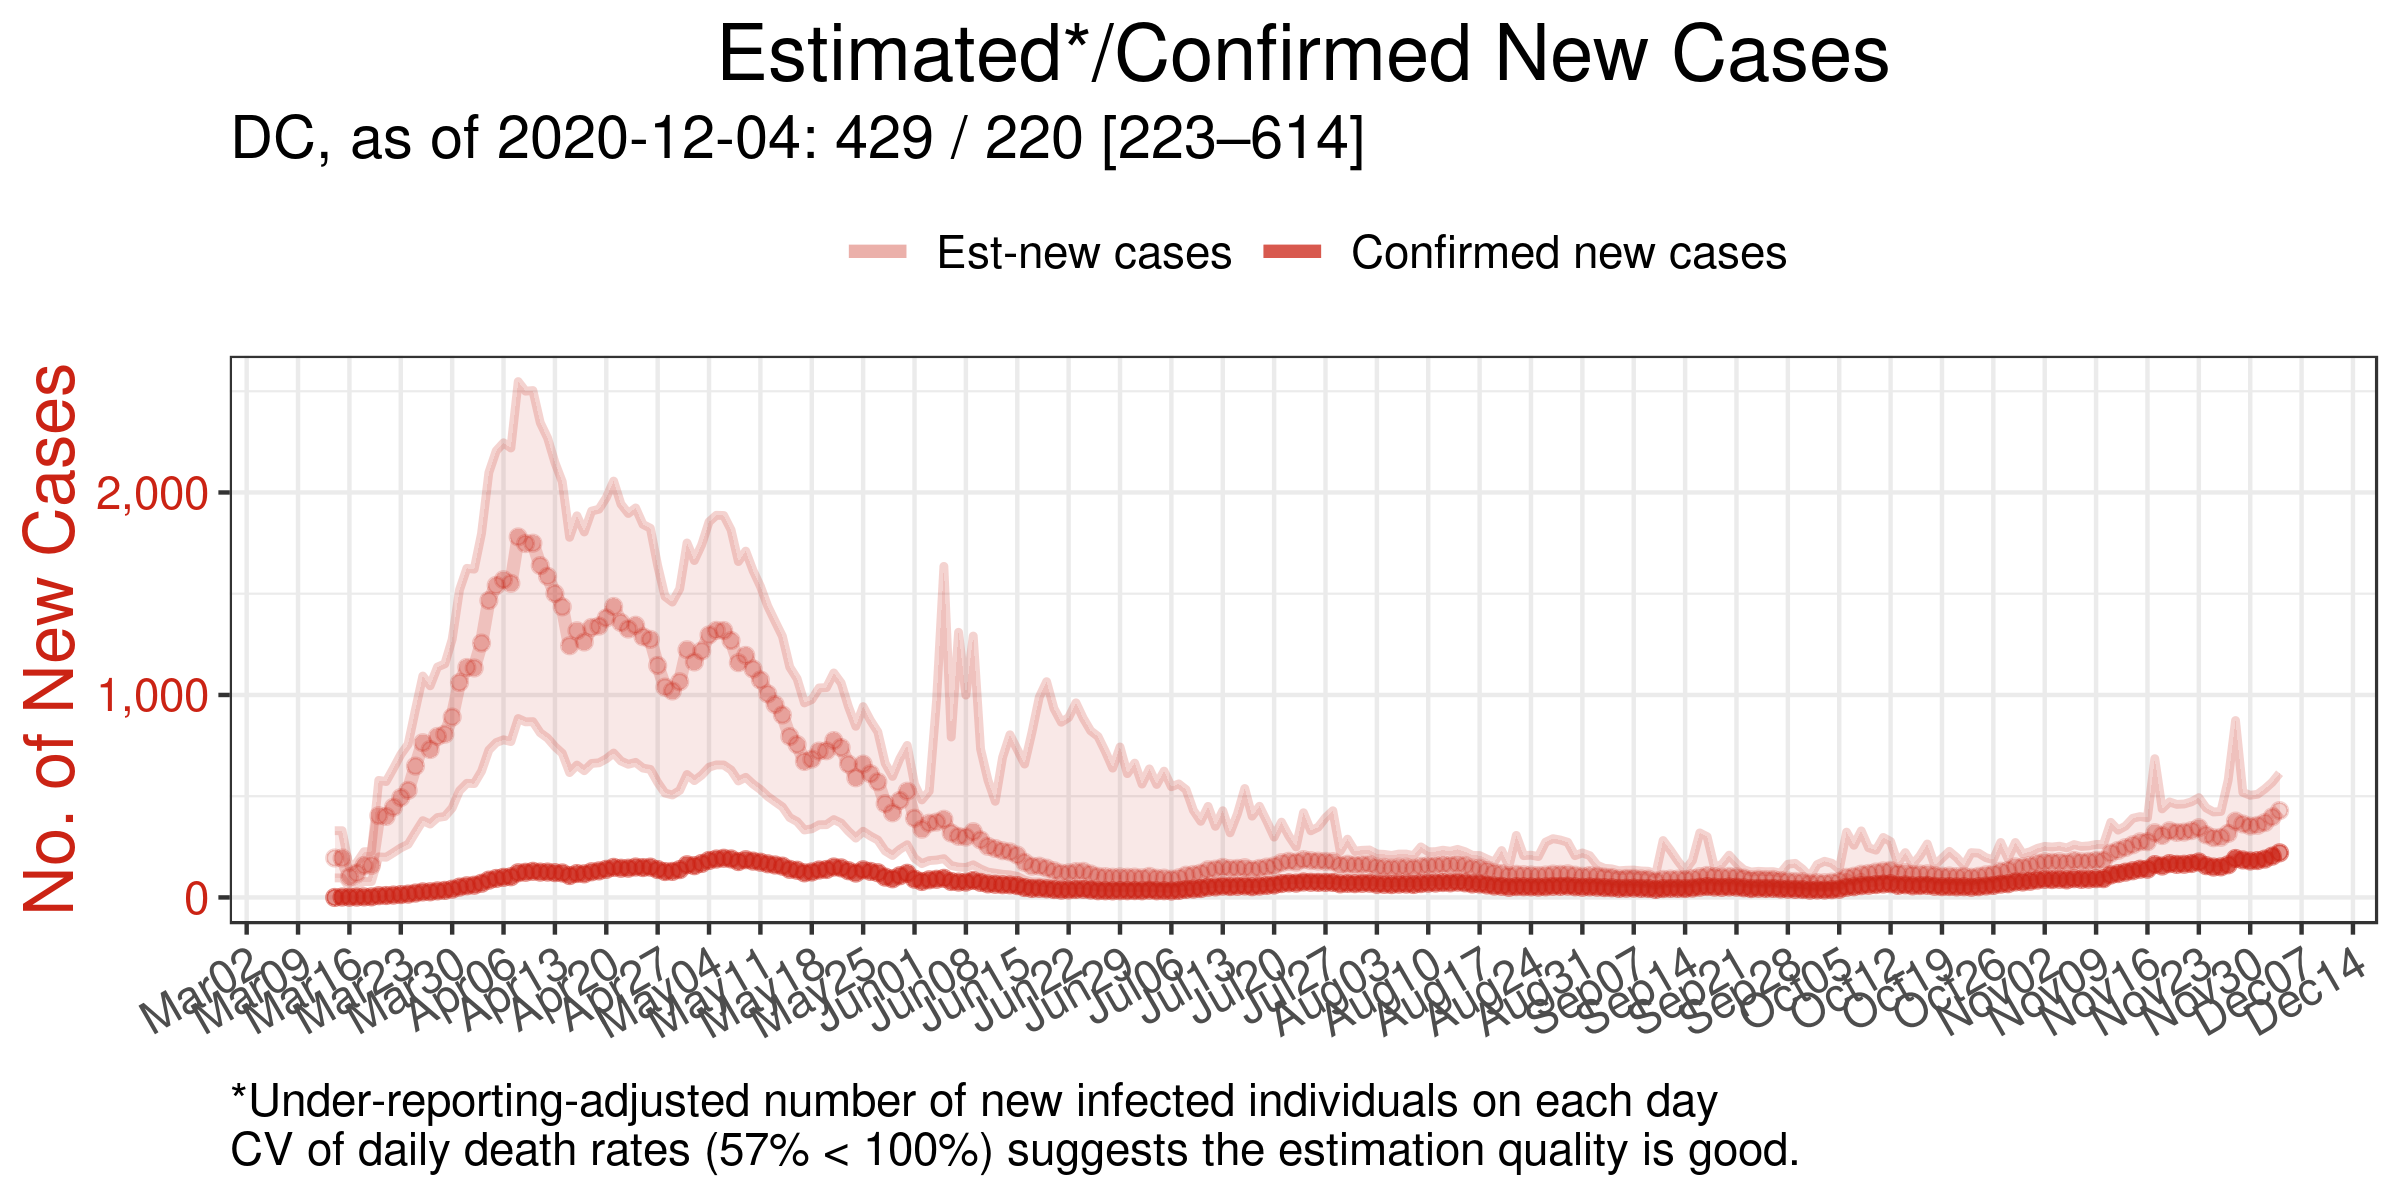 Estimated*/Confirmed New Cases
DC, as of 2020-12-04: 429 / 220 [223–614]
Est-new cases Confirmed new cases
No. of New Cases
2,000
1,000
0
Mar02 Mar09 Mar16 Mar23 Mar30 Apr06 Apr13 Apr20 Apr27 May04 May11 May18 May25 Jun01 Jun08 Jun15 Jun22 Jun29 Jul06 Jul13 Jul20 Jul27 Aug03 Aug10 Aug17 Aug24 Aug31 Sep07 Sep14 Sep21 Sep28 Oct05 Oct12 Oct19 Oct26 Nov02 Nov09 Nov16 Nov23 Nov30 Dec07 Dec14
*Under-reporting-adjusted number of new infected individuals on each day
CV of daily death rates (57% < 100%) suggests the estimation quality is good.